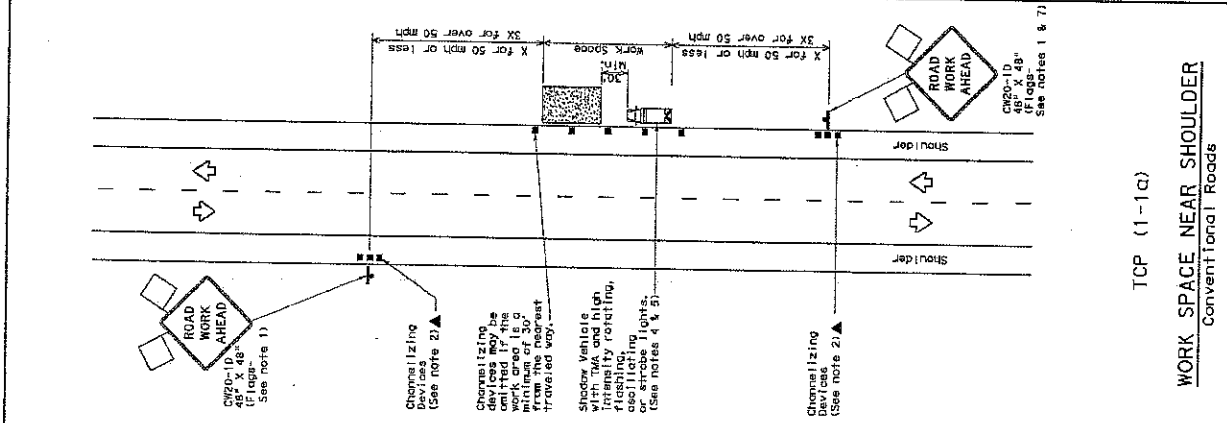 3X for over 50 mph
X for 50 mph or less
Work Space
30'
Min.
3X for over 50 mph
X for 50 mph or less
ROAD
WORK
AHEAD
CW20-1D
48" X 48"
(Flags-
See notes 1 & 7)
Shoulder
Shoulder
ROAD
WORK
AHEAD
CW20-1D
48" X 48"
(Flags-
See note 1)
Channelizing
Devices
(See note 2)▲
Channelizing
devices may be
omitted if the
work area is a
minimum of 30'
from the nearest
traveled way.
Shadow Vehicle
with TMA and high
intensity rotating,
flashing,
oscillating
or strobe lights.
(See notes 4 & 5)
Channelizing
Devices
(See note 2)▲
TCP (1-1a)
WORK SPACE NEAR SHOULDER
Conventional Roads